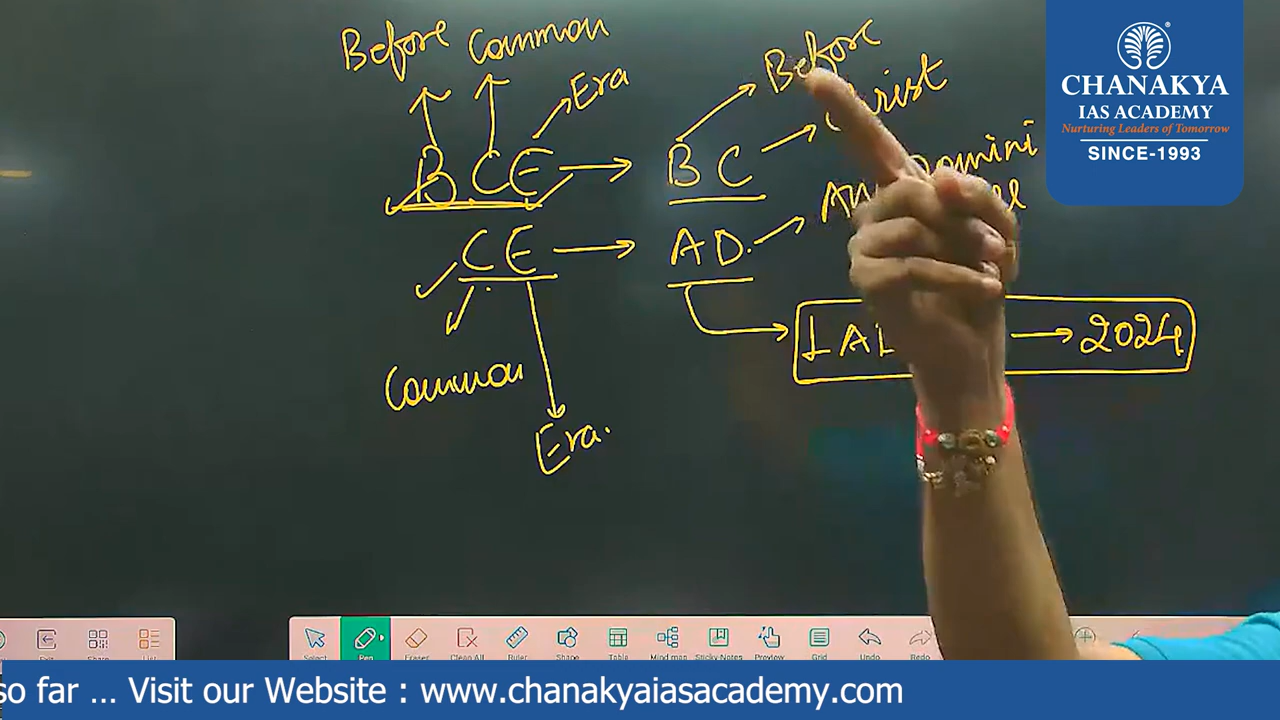 Before Common Era
BCE → BC → Before
CE → AD. → Domini
→ 2024
Common
Era.
CHANAKYA
IAS ACADEMY
Nurturing Leaders of Tomorrow
SINCE-1993
Select
Pen
Eraser
Clean All
Ruler
Shape
Table
Mind map
Sticky Notes
Preview
Grid
Undo
Redo
so far ... Visit our Website : www.chanakyaiasacademy.com